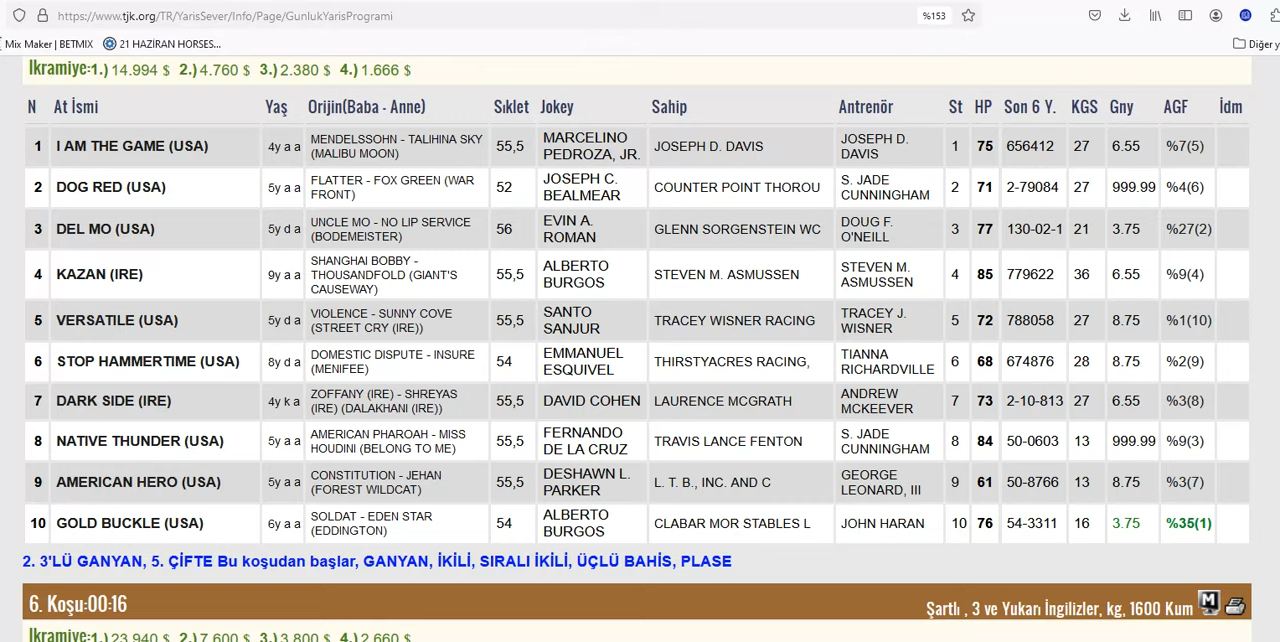 https://www.tjk.org/TR/YarisSever/Info/Page/GunlukYarisProgrami %153
Mix Maker | BETMIX 21 HAZİRAN HORSES... Diğer y
İkramiye:1.) 14.994 $ 2.) 4.760 $ 3.) 2.380 $ 4.) 1.666 $
N At İsmi Yaş Orijin(Baba - Anne) Sıklet Jokey Sahip Antrenör St HP Son 6 Y. KGS Gny AGF İdm
1 I AM THE GAME (USA) 4y a a MENDELSSOHN - TALIHINA SKY (MALIBU MOON) 55,5 MARCELINO PEDROZA, JR. JOSEPH D. DAVIS JOSEPH D. DAVIS 1 75 656412 27 6.55 %7(5)
2 DOG RED (USA) 5y a a FLATTER - FOX GREEN (WAR FRONT) 52 JOSEPH C. BEALMEAR COUNTER POINT THOROU S. JADE CUNNINGHAM 2 71 2-79084 27 999.99 %4(6)
3 DEL MO (USA) 5y d a UNCLE MO - NO LIP SERVICE (BODEMEISTER) 56 EVIN A. ROMAN GLENN SORGENSTEIN WC DOUG F. O'NEILL 3 77 130-02-1 21 3.75 %27(2)
4 KAZAN (IRE) 9y a a SHANGHAI BOBBY - THOUSANDFOLD (GIANT'S CAUSEWAY) 55,5 ALBERTO BURGOS STEVEN M. ASMUSSEN STEVEN M. ASMUSSEN 4 85 779622 36 6.55 %9(4)
5 VERSATILE (USA) 5y d a VIOLENCE - SUNNY COVE (STREET CRY (IRE)) 55,5 SANTO SANJUR TRACEY WISNER RACING TRACEY J. WISNER 5 72 788058 27 8.75 %1(10)
6 STOP HAMMERTIME (USA) 8y d a DOMESTIC DISPUTE - INSURE (MENIFEE) 54 EMMANUEL ESQUIVEL THIRSTYACRES RACING, TIANNA RICHARDVILLE 6 68 674876 28 8.75 %2(9)
7 DARK SIDE (IRE) 4y k a ZOFFANY (IRE) - SHREYAS (IRE) (DALAKHANI (IRE)) 55,5 DAVID COHEN LAURENCE MCGRATH ANDREW MCKEEVER 7 73 2-10-813 27 6.55 %3(8)
8 NATIVE THUNDER (USA) 5y a a AMERICAN PHAROAH - MISS HOUDINI (BELONG TO ME) 55,5 FERNANDO DE LA CRUZ TRAVIS LANCE FENTON S. JADE CUNNINGHAM 8 84 50-0603 13 999.99 %9(3)
9 AMERICAN HERO (USA) 5y a a CONSTITUTION - JEHAN (FOREST WILDCAT) 55,5 DESHAWN L. PARKER L. T. B., INC. AND C GEORGE LEONARD, III 9 61 50-8766 13 8.75 %3(7)
10 GOLD BUCKLE (USA) 6y a a SOLDAT - EDEN STAR (EDDINGTON) 54 ALBERTO BURGOS CLABAR MOR STABLES L JOHN HARAN 10 76 54-3311 16 3.75 %35(1)
2. 3'LÜ GANYAN, 5. ÇİFTE Bu koşudan başlar, GANYAN, İKİLİ, SIRALI İKİLİ, ÜÇLÜ BAHİS, PLASE
6. Koşu:00:16 Şartlı , 3 ve Yukarı İngilizler, kg, 1600 Kum M
İkramiye:1.) 23.940 $ 2.) 7.600 $ 3.) 3.800 $ 4.) 2.660 $